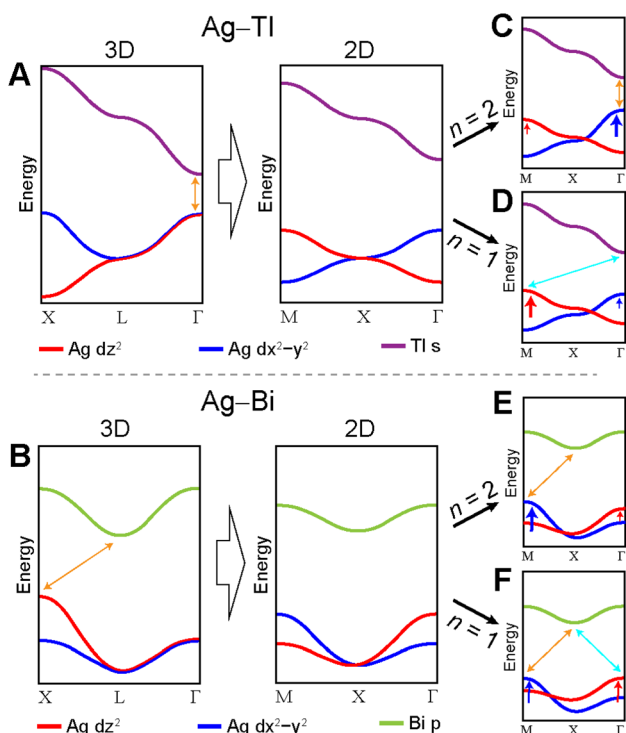 Ag–Tl
3D
2D
A
Energy
X L Γ
Energy
M X Γ
n = 2
n = 1
C
Energy
M X Γ
D
Energy
M X Γ
Ag dz²
Ag dx²–y²
Tl s
Ag–Bi
3D
2D
B
Energy
X L Γ
Energy
M X Γ
n = 2
n = 1
E
Energy
M X Γ
F
Energy
M X Γ
Ag dz²
Ag dx²–y²
Bi p